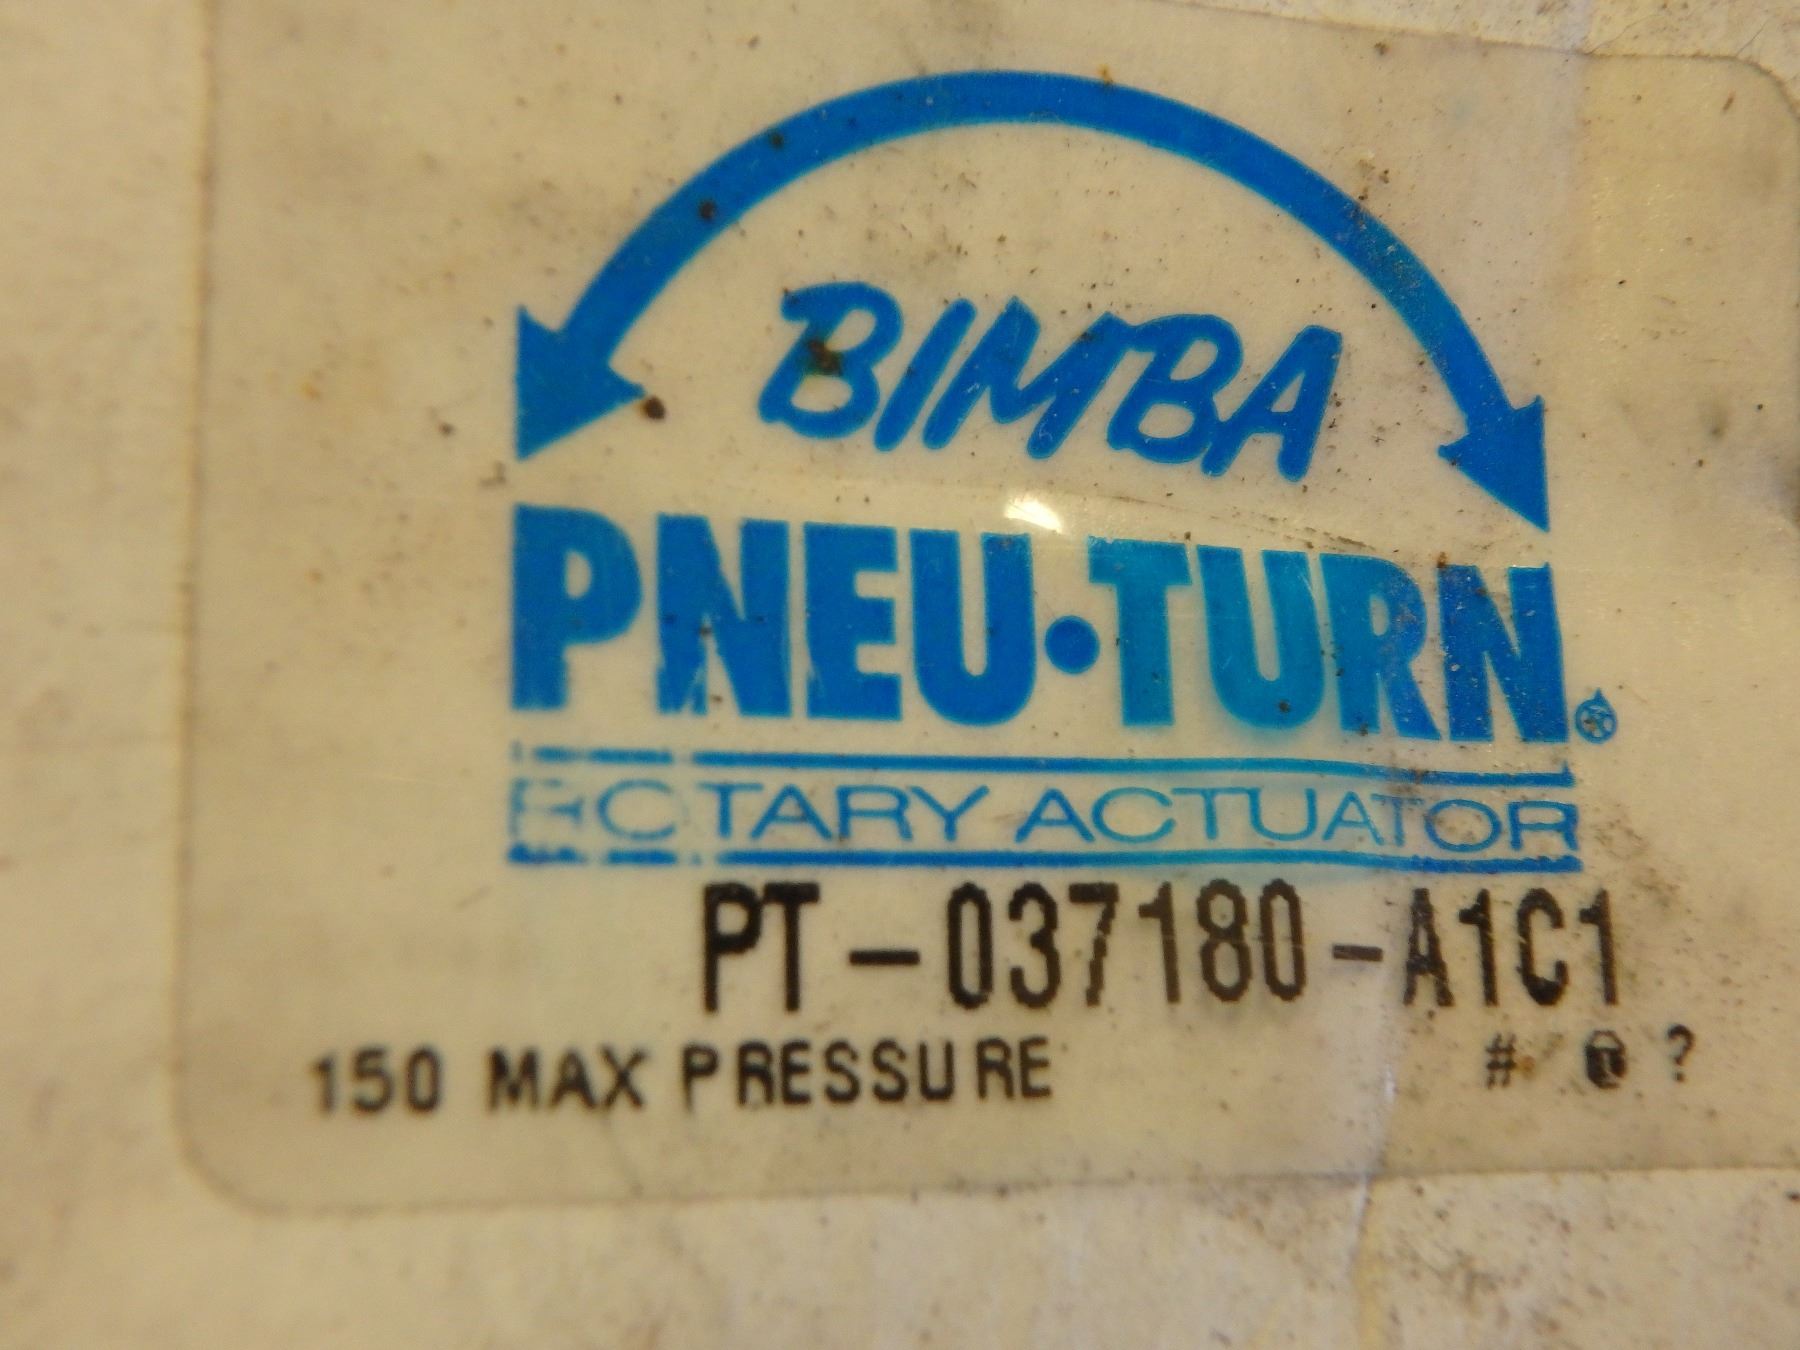 BIMBA
PNEU•TURN®
ROTARY ACTUATOR
PT-037180-A1C1
150 MAX PRESSURE
# ?